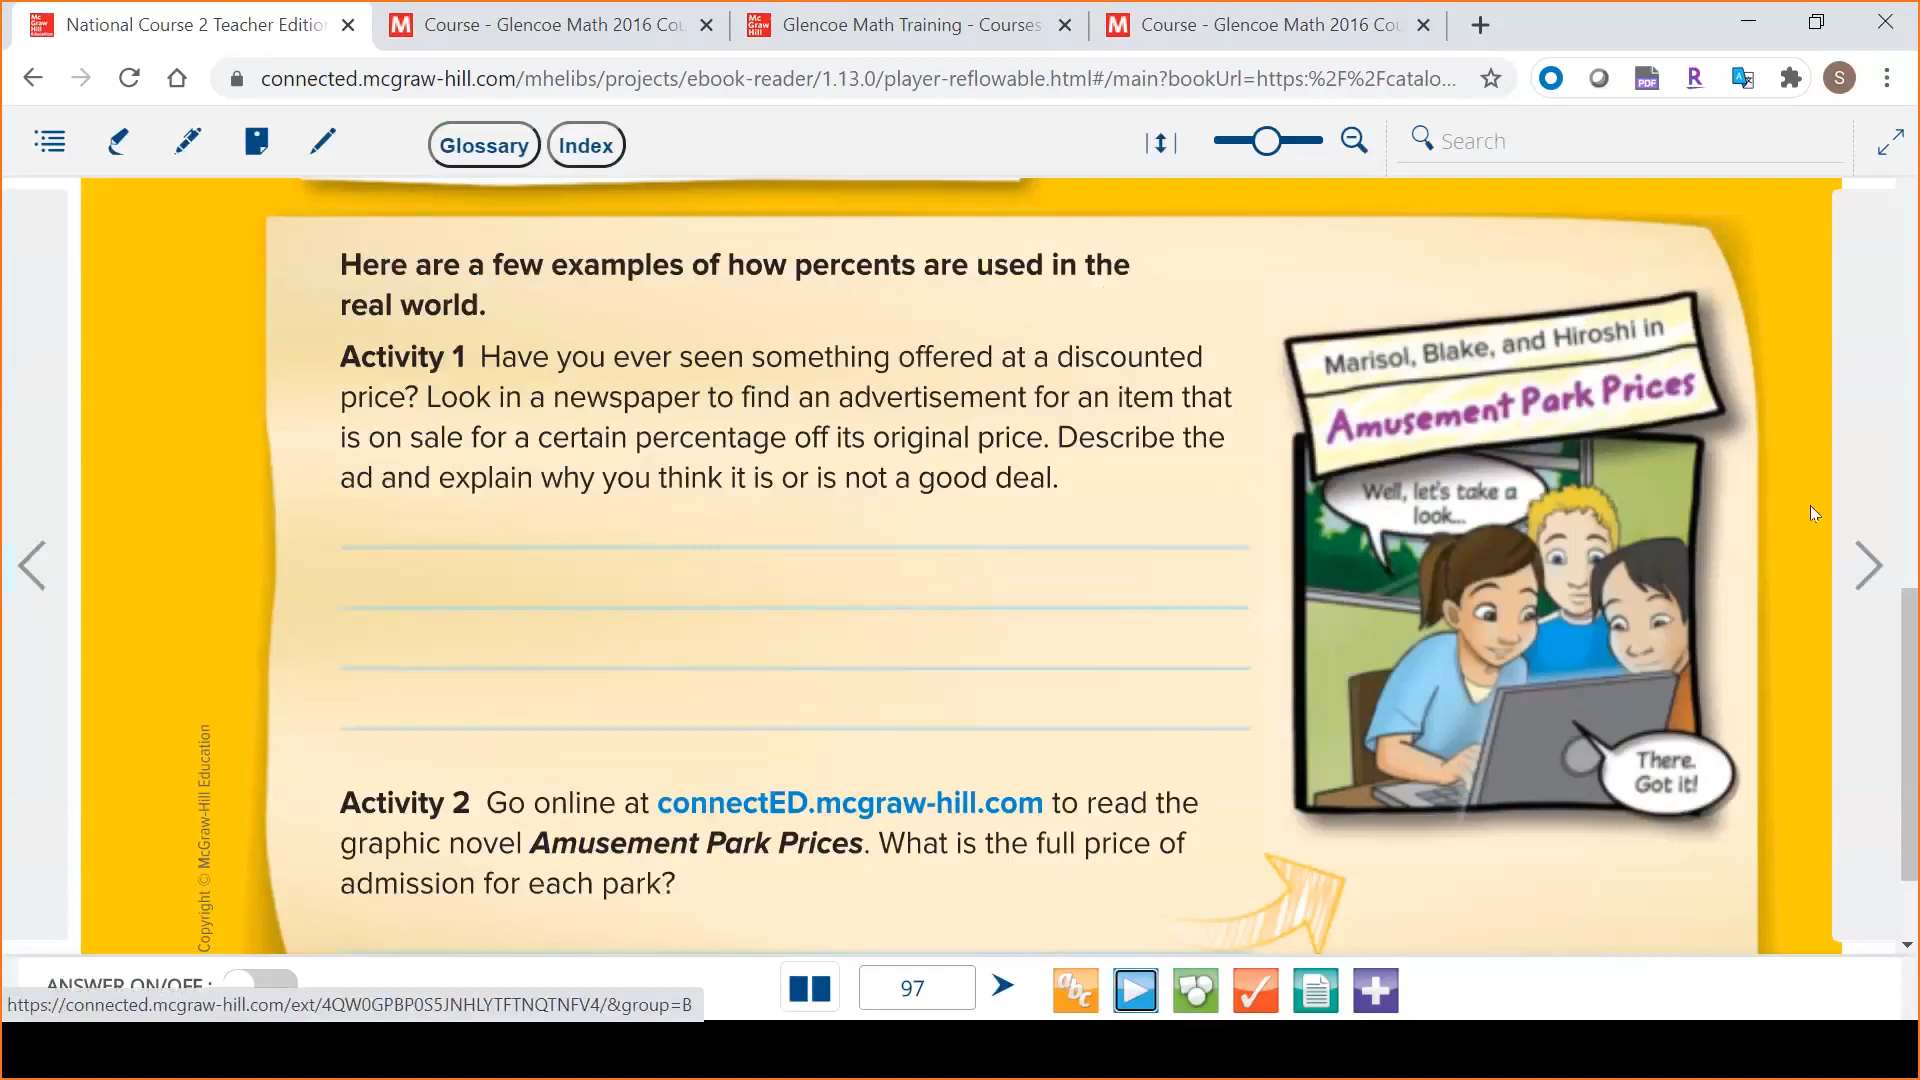 National Course 2 Teacher Editio
Course - Glencoe Math 2016 Cou
Glencoe Math Training - Courses
Course - Glencoe Math 2016 Cou
connected.mcgraw-hill.com/mhelibs/projects/ebook-reader/1.13.0/player-reflowable.html#/main?bookUrl=https:%2F%2Fcatalo...
PDF
R
S
Glossary
Index
Search
Here are a few examples of how percents are used in the
real world.
Activity 1 Have you ever seen something offered at a discounted
price? Look in a newspaper to find an advertisement for an item that
is on sale for a certain percentage off its original price. Describe the
ad and explain why you think it is or is not a good deal.
Marisol, Blake, and Hiroshi in
Amusement Park Prices
Well, let's take a
look...
There.
Got it!
Activity 2 Go online at connectED.mcgraw-hill.com to read the
graphic novel Amusement Park Prices. What is the full price of
admission for each park?
Copyright © McGraw-Hill Education
ANSWER ON/OFF :
97
abc
https://connected.mcgraw-hill.com/ext/4QW0GPBP0S5JNHLYTFTNQTNFV4/&group=B